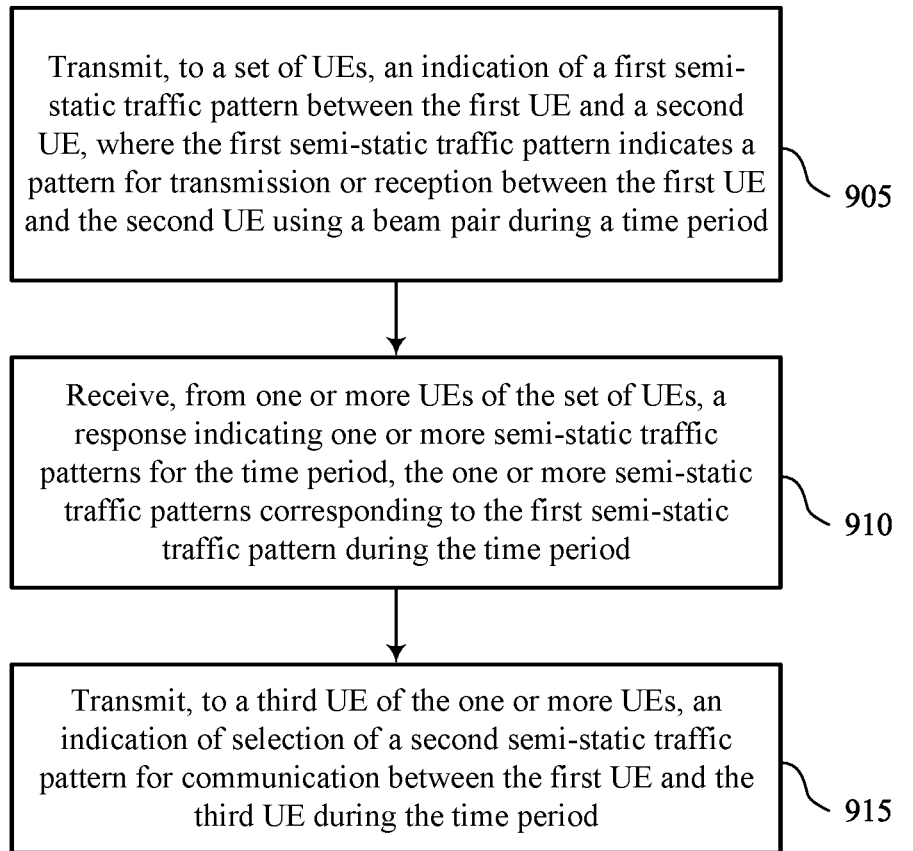 Transmit, to a set of UEs, an indication of a first semi-
static traffic pattern between the first UE and a second
UE, where the first semi-static traffic pattern indicates a
pattern for transmission or reception between the first UE
and the second UE using a beam pair during a time period
905
Receive, from one or more UEs of the set of UEs, a
response indicating one or more semi-static traffic
patterns for the time period, the one or more semi-static
traffic patterns corresponding to the first semi-static
traffic pattern during the time period
910
Transmit, to a third UE of the one or more UEs, an
indication of selection of a second semi-static traffic
pattern for communication between the first UE and the
third UE during the time period
915